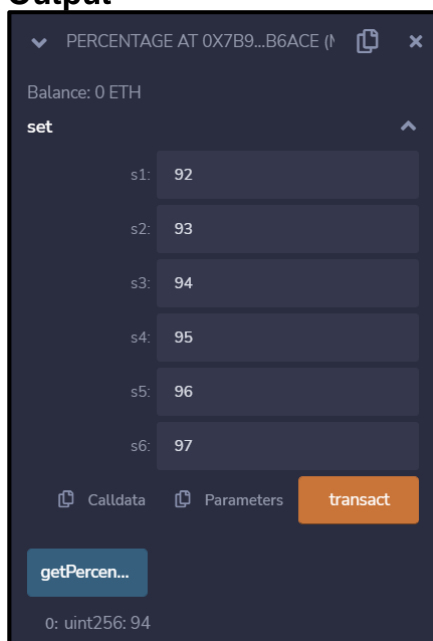 Output
PERCENTAGE AT 0X7B9...B6ACE (
Balance: 0 ETH
set
s1: 92
s2: 93
s3: 94
s4: 95
s5: 96
s6: 97
Calldata Parameters transact
getPercen...
0: uint256: 94